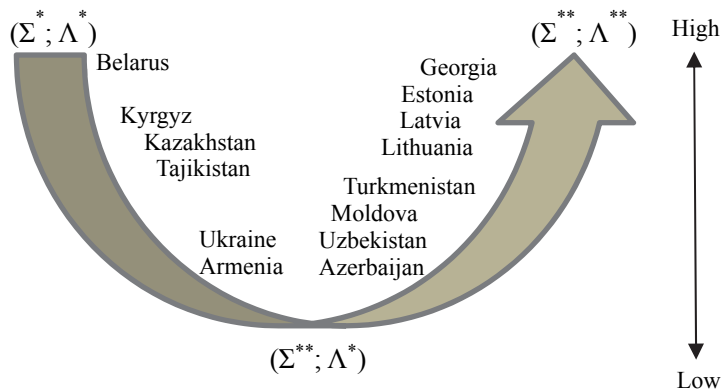 (Σ*; Λ*)
(Σ**; Λ**)
High
Belarus
Georgia
Estonia
Latvia
Lithuania
Kyrgyz
Kazakhstan
Tajikistan
Turkmenistan
Moldova
Uzbekistan
Azerbaijan
Ukraine
Armenia
(Σ**; Λ*)
Low